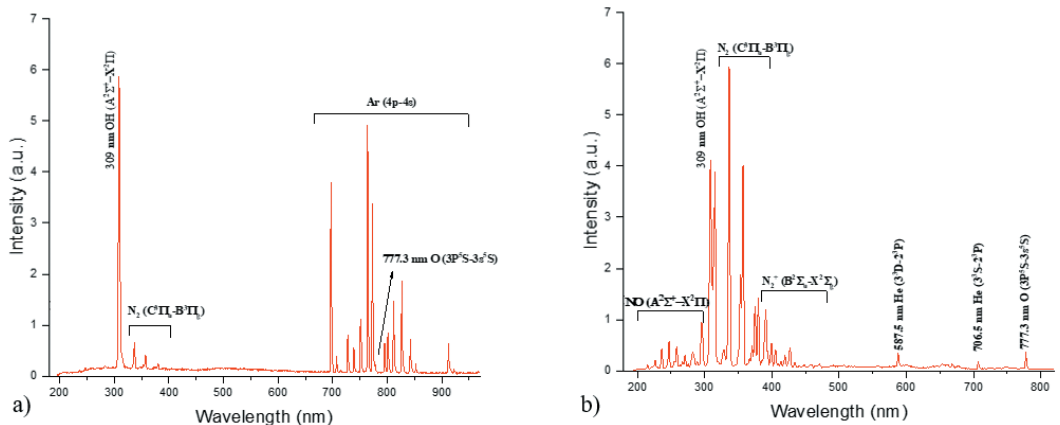 7
6
5
4
3
2
1
0
Intensity (a.u.)
309 nm OH (A²Σ⁺–X²Π)
N₂ (C³Πᵤ-B³Π_g)
Ar (4p-4s)
777.3 nm O (3P⁵S-3s⁵S)
200 300 400 500 600 700 800 900
Wavelength (nm)
a)
7
6
5
4
3
2
1
0
Intensity (a.u.)
NO (A²Σ⁺–X²Π)
309 nm OH (A²Σ⁺–X²Π)
N₂ (C³Πᵤ-B³Π_g)
N₂⁺ (B²Σᵤ-X²Σ_g)
587.5 nm He (3³D-2³P)
706.5 nm He (3³S-2³P)
777.3 nm O (3P⁵S-3s⁵S)
200 300 400 500 600 700 800
Wavelength (nm)
b)